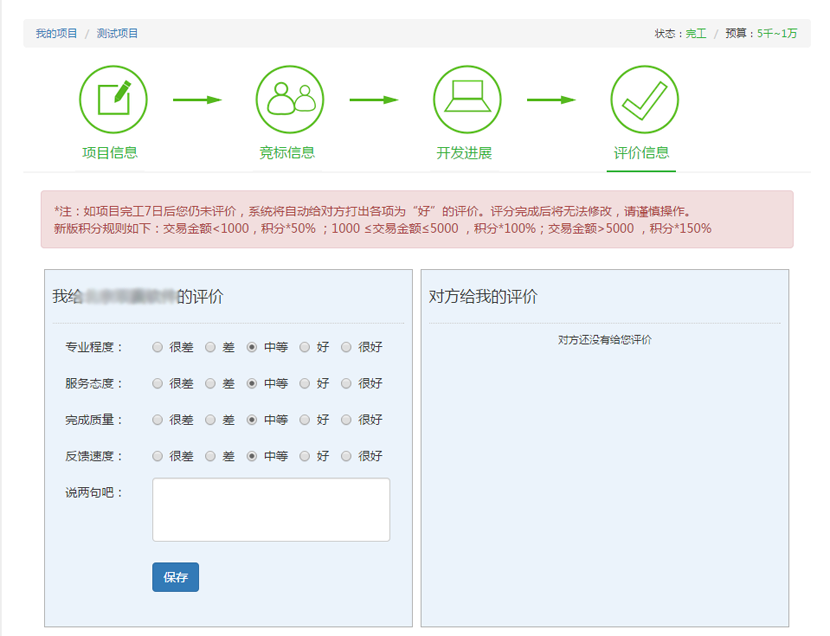 我的项目 / 测试项目
状态：完工 / 预算：5千~1万
项目信息
竞标信息
开发进展
评价信息
*注：如项目完工7日后您仍未评价，系统将自动给对方打出各项为“好”的评价。评分完成后将无法修改，请谨慎操作。
新版积分规则如下：交易金额<1000，积分*50% ；1000 ≤交易金额≤5000 ，积分*100%；交易金额>5000 ，积分*150%
我给 的评价
专业程度： 很差 差 中等 好 很好
服务态度： 很差 差 中等 好 很好
完成质量： 很差 差 中等 好 很好
反馈速度： 很差 差 中等 好 很好
说两句吧：
保存
对方给我的评价
对方还没有给您评价